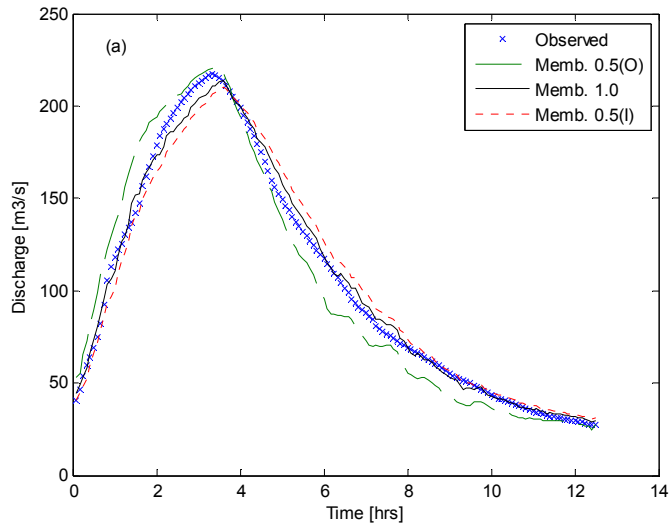 (a)
Observed
Memb. 0.5(O)
Memb. 1.0
Memb. 0.5(I)
Discharge [m3/s]
250
200
150
100
50
0
0 2 4 6 8 10 12 14
Time [hrs]